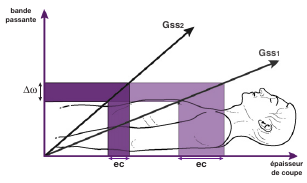 bande
passante
Gss2
Gss1
Δω
ec
ec
épaisseur
de coupe